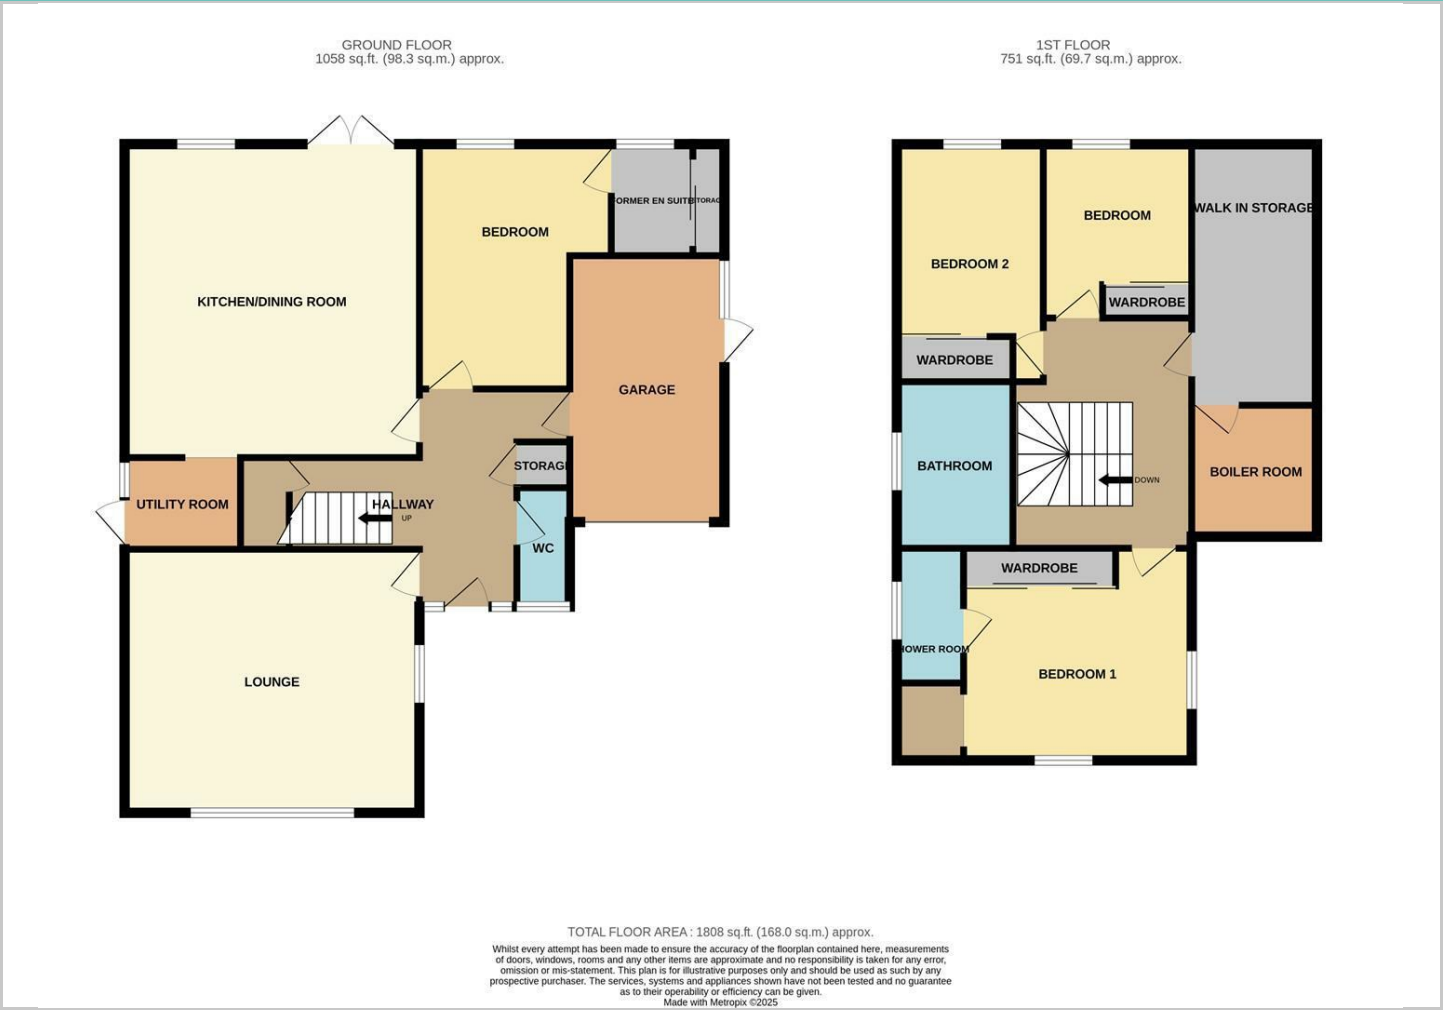 GROUND FLOOR
1058 sq.ft. (98.3 sq.m.) approx.
1ST FLOOR
751 sq.ft. (69.7 sq.m.) approx.
KITCHEN/DINING ROOM
BEDROOM
ORMER EN SUITE
TORAG
GARAGE
UTILITY ROOM
HALLWAY
UP
STORAGE
WC
LOUNGE
BEDROOM 2
BEDROOM
WALK IN STORAGE
WARDROBE
WARDROBE
BATHROOM
DOWN
BOILER ROOM
WARDROBE
HOWER ROOM
BEDROOM 1
TOTAL FLOOR AREA : 1808 sq.ft. (168.0 sq.m.) approx.
Whilst every attempt has been made to ensure the accuracy of the floorplan contained here, measurements
of doors, windows, rooms and any other items are approximate and no responsibility is taken for any error,
omission or mis-statement. This plan is for illustrative purposes only and should be used as such by any
prospective purchaser. The services, systems and appliances shown have not been tested and no guarantee
as to their operability or efficiency can be given.
Made with Metropix ©2025